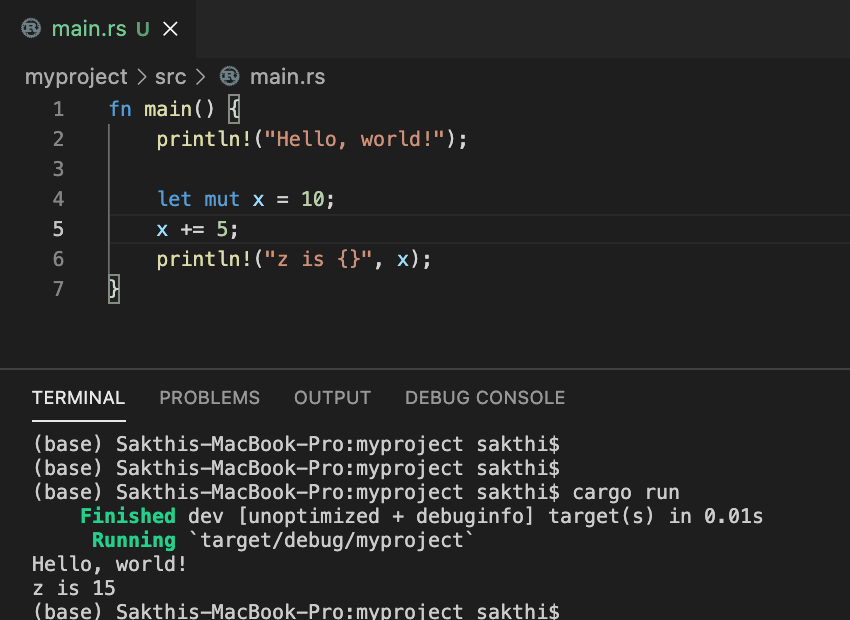 main.rs U
myproject > src > main.rs
1 fn main() {
2     println!("Hello, world!");
3
4     let mut x = 10;
5     x += 5;
6     println!("z is {}", x);
7 }
TERMINAL PROBLEMS OUTPUT DEBUG CONSOLE
(base) Sakthis-MacBook-Pro:myproject sakthi$
(base) Sakthis-MacBook-Pro:myproject sakthi$
(base) Sakthis-MacBook-Pro:myproject sakthi$ cargo run
    Finished dev [unoptimized + debuginfo] target(s) in 0.01s
     Running `target/debug/myproject`
Hello, world!
z is 15
(base) Sakthis-MacBook-Pro:myproject sakthi$